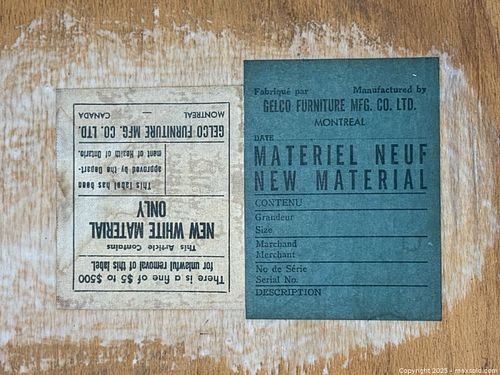 There is a fine of $5 to $500
for unlawful removal of this label.
This Article Contains
NEW WHITE MATERIAL
ONLY
This label has been
approved by the Depart-
ment of Health of Ontario.
GELCO FURNITURE MFG. CO. LTD.
MONTREAL — CANADA
Fabriqué par Manufactured by
GELCO FURNITURE MFG. CO. LTD.
MONTREAL
DATE
MATERIEL NEUF
NEW MATERIAL
CONTENU
Grandeur
Size
Marchand
Merchant
No de Série
Serial No.
DESCRIPTION
Copyright 2025 - maxsold.com